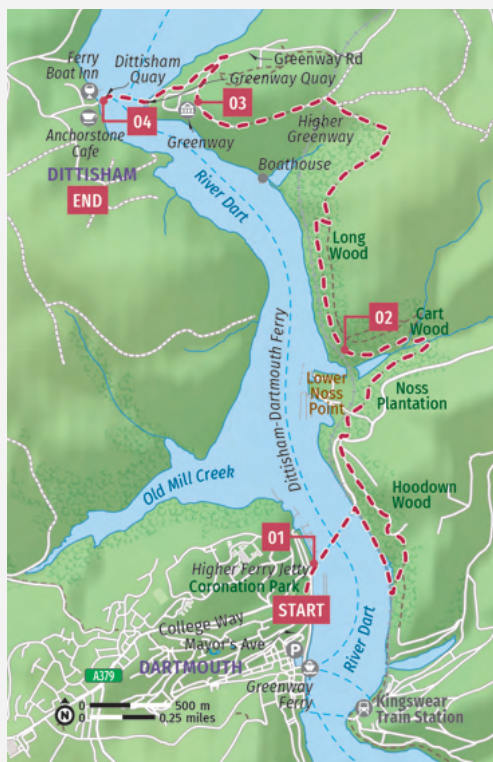 Ferry
Boat Inn
Dittisham
Quay
Greenway Rd
Greenway Quay
03
04
Anchorstone
Cafe
Greenway
Higher
Greenway
Boathouse
DITTISHAM
END
River Dart
Long
Wood
02
Cart
Wood
Dittisham-Dartmouth Ferry
Lower
Noss
Point
Noss
Plantation
Old Mill Creek
Hoodown
Wood
01
Higher Ferry Jetty
Coronation Park
START
College Way
Mayor's Ave
P
DARTMOUTH
River Dart
A379
Greenway
Ferry
Kingswear
Train Station
N
0 500 m
0 0.25 miles